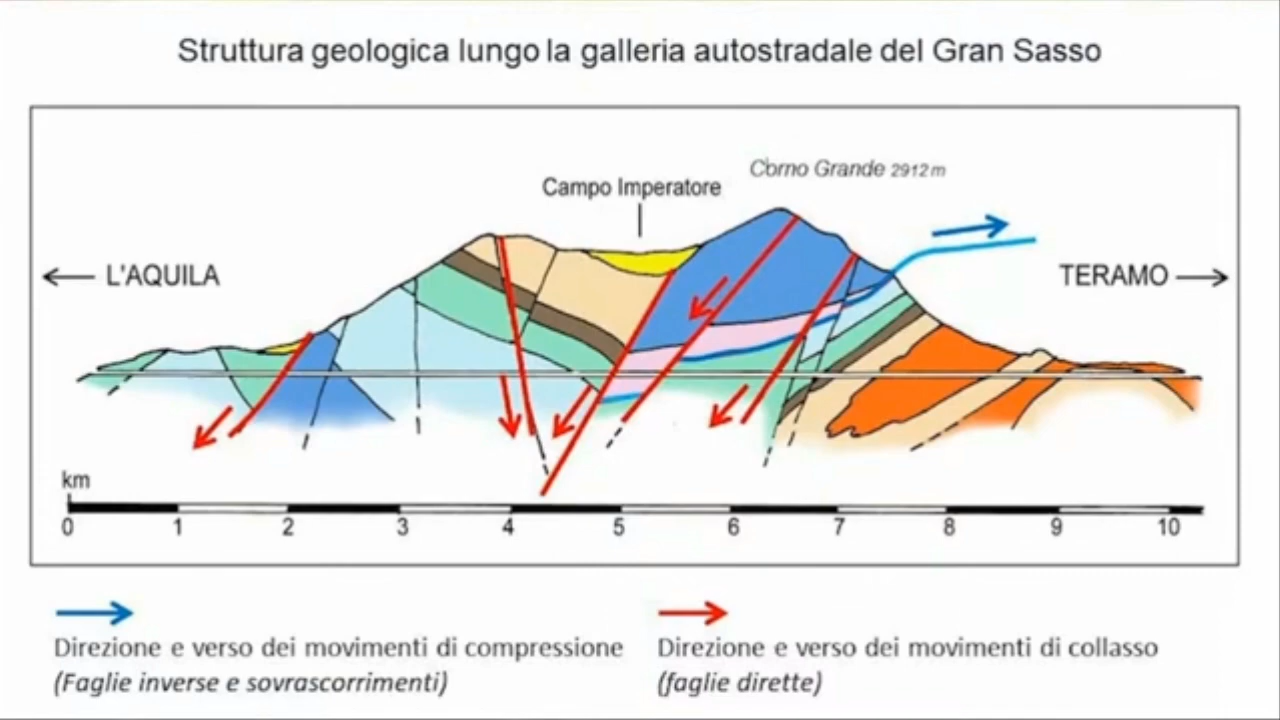 Struttura geologica lungo la galleria autostradale del Gran Sasso
Corno Grande 2912 m
Campo Imperatore
L'AQUILA
TERAMO
km
0 1 2 3 4 5 6 7 8 9 10
Direzione e verso dei movimenti di compressione
(Faglie inverse e sovrascorrimenti)
Direzione e verso dei movimenti di collasso
(faglie dirette)